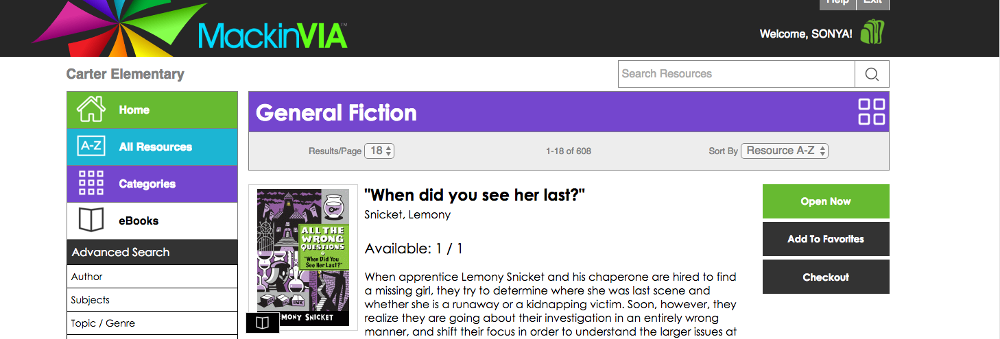 Help Exit
MackinVIA™
Welcome, SONYA!
Carter Elementary
Search Resources
Home
A-Z All Resources
Categories
eBooks
Advanced Search
Author
Subjects
Topic / Genre
General Fiction
Results/Page 18 1-18 of 608 Sort By Resource A-Z
ALL THE
WRONG
QUESTIONS
"When Did You
See Her Last?"
INK INK INK
EMONY SNICKET
"When did you see her last?"
Snicket, Lemony
Available: 1 / 1
When apprentice Lemony Snicket and his chaperone are hired to find
a missing girl, they try to determine where she was last scene and
whether she is a runaway or a kidnapping victim. Soon, however, they
realize they are going about their investigation in an entirely wrong
manner, and shift their focus in order to understand the larger issues at
Open Now
Add To Favorites
Checkout